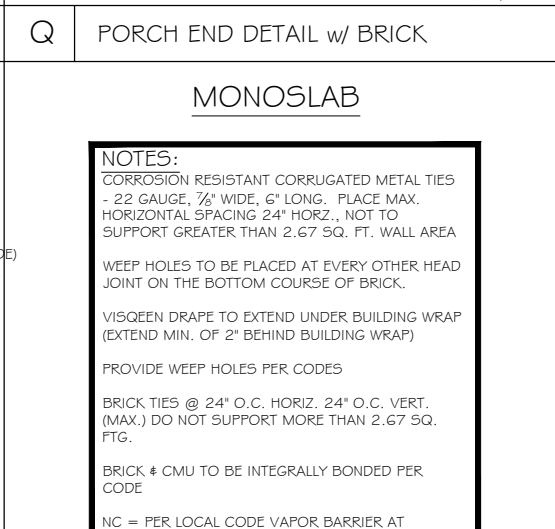 Q PORCH END DETAIL w/ BRICK
MONOSLAB
NOTES:
CORROSION RESISTANT CORRUGATED METAL TIES
- 22 GAUGE, 7/8" WIDE, 6" LONG. PLACE MAX.
HORIZONTAL SPACING 24" HORZ., NOT TO
SUPPORT GREATER THAN 2.67 SQ. FT. WALL AREA
DE)
WEEP HOLES TO BE PLACED AT EVERY OTHER HEAD
JOINT ON THE BOTTOM COURSE OF BRICK.
VISQEEN DRAPE TO EXTEND UNDER BUILDING WRAP
(EXTEND MIN. OF 2" BEHIND BUILDING WRAP)
PROVIDE WEEP HOLES PER CODES
BRICK TIES @ 24" O.C. HORIZ. 24" O.C. VERT.
(MAX.) DO NOT SUPPORT MORE THAN 2.67 SQ.
FTG.
BRICK & CMU TO BE INTEGRALLY BONDED PER
CODE
NC = PER LOCAL CODE VAPOR BARRIER AT